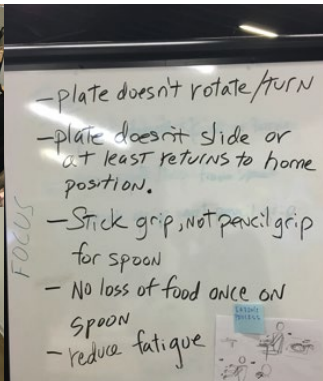 - plate doesn't rotate/turn
- plate doesn't slide or
at least returns to home
position.
- Stick grip, not pencil grip
for spoon
- No loss of food once on
spoon
- reduce fatigue
FOCUS